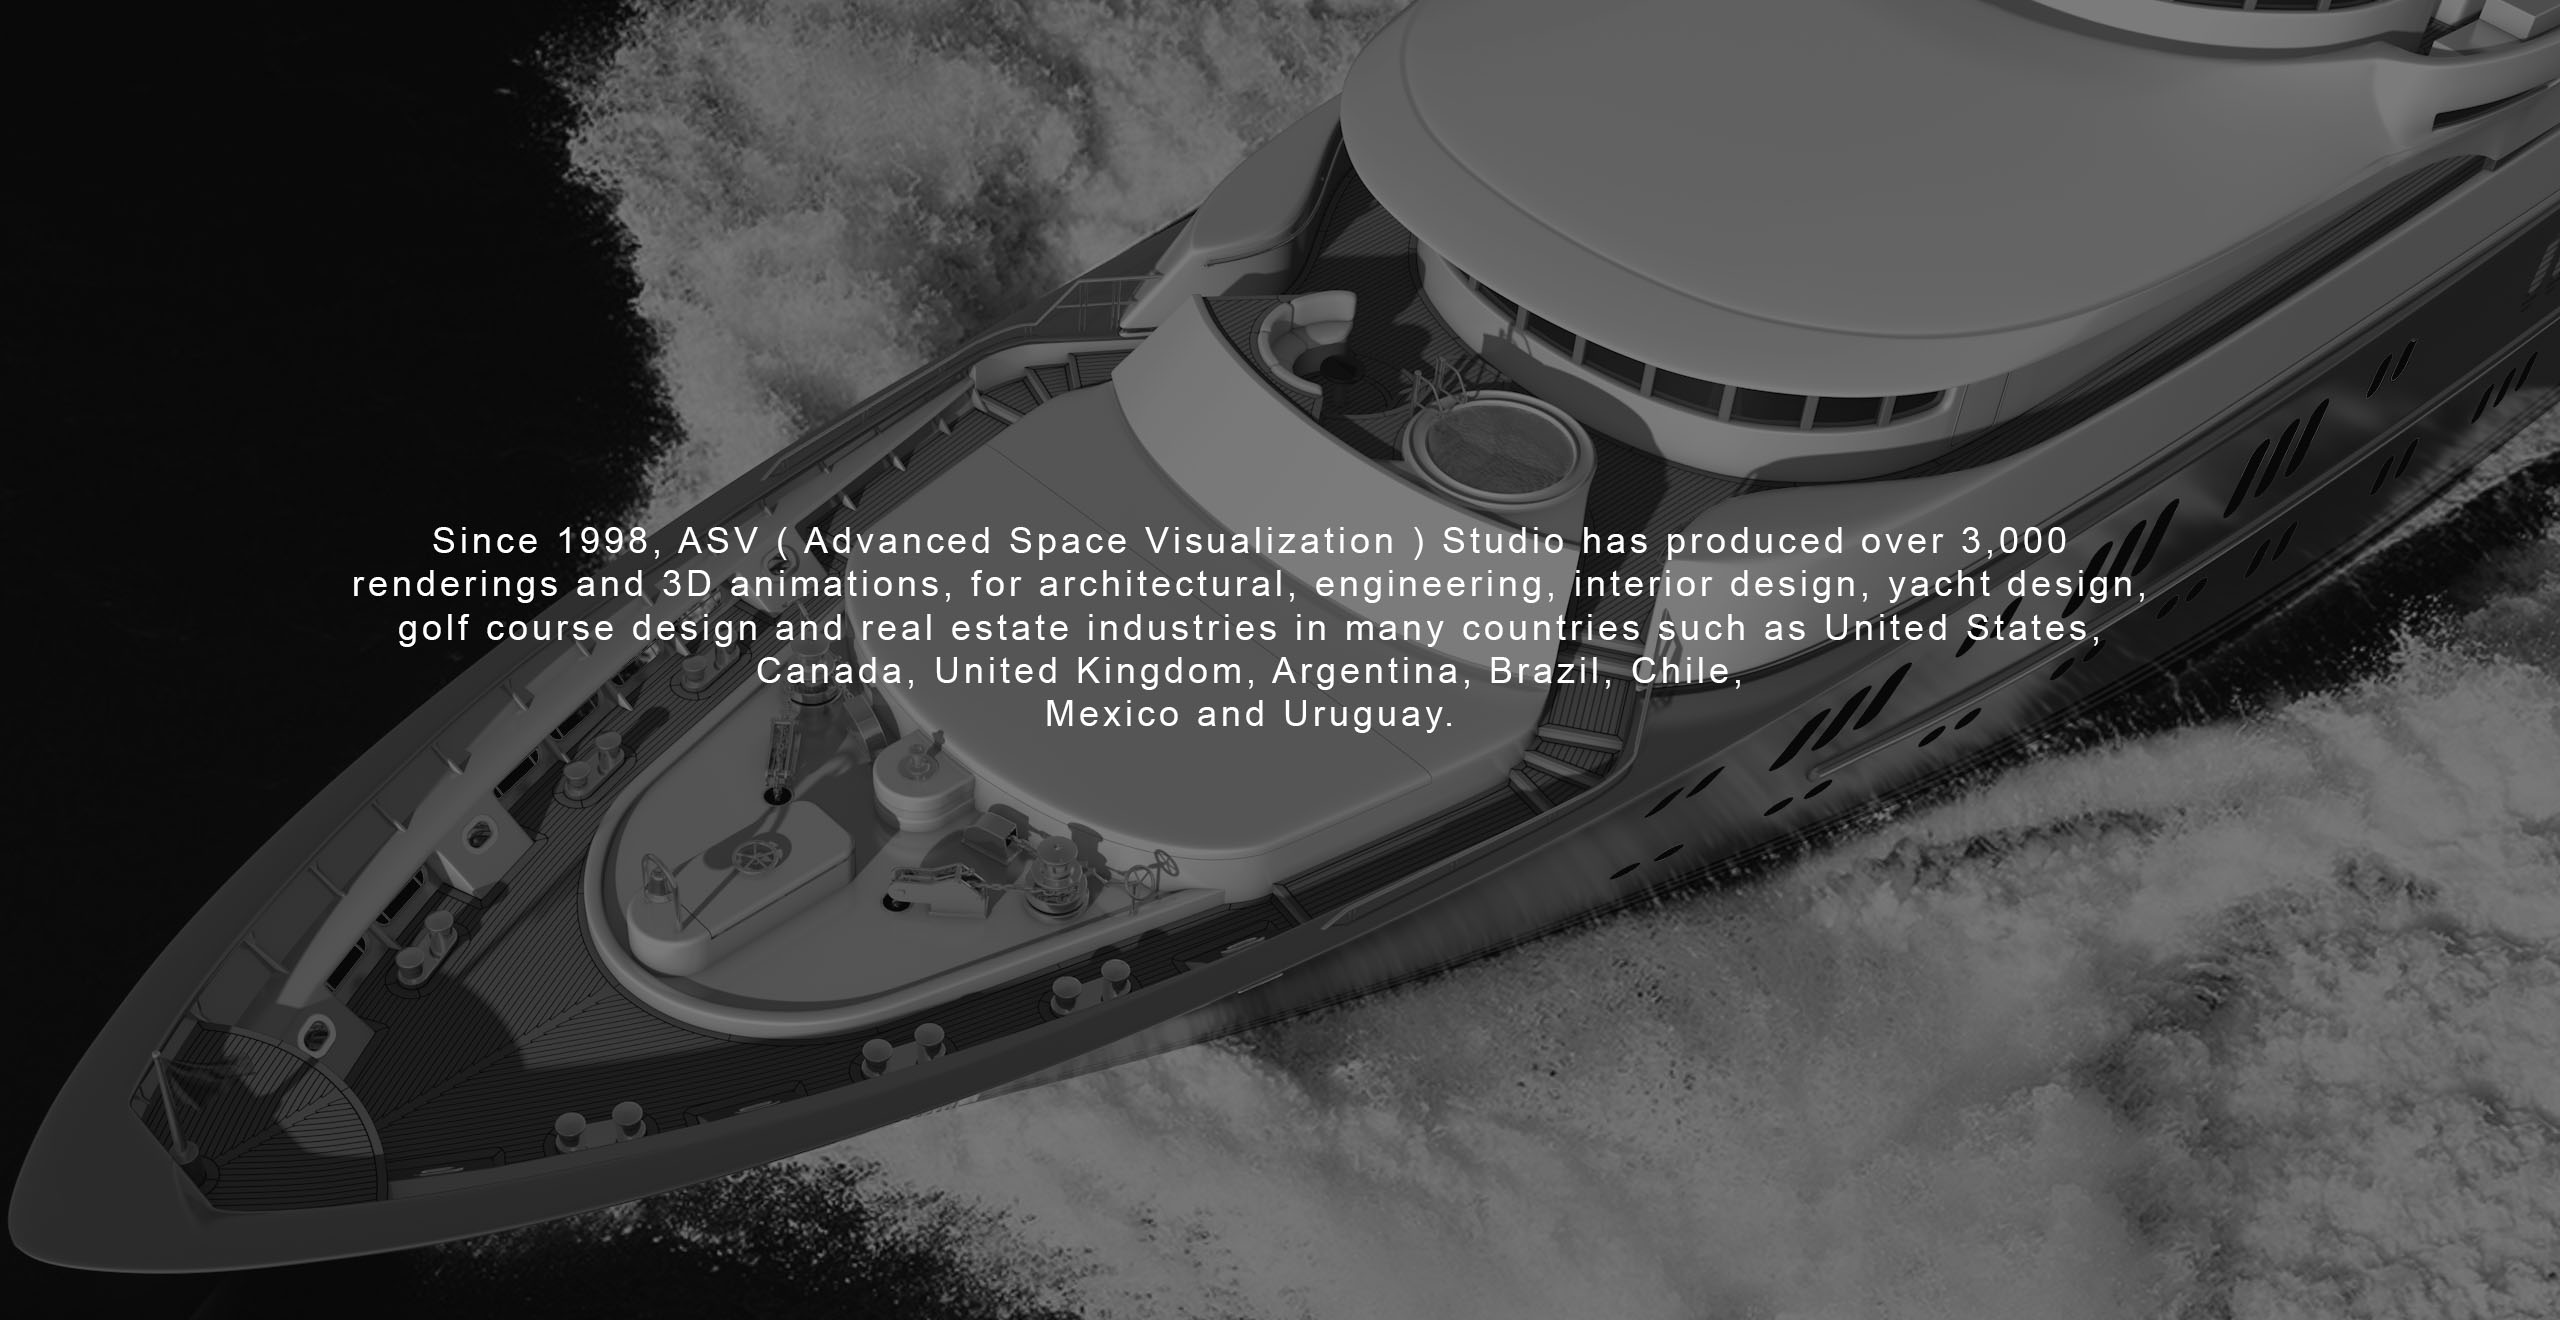 Since 1998, ASV ( Advanced Space Visualization ) Studio has produced over 3,000
renderings and 3D animations, for architectural, engineering, interior design, yacht design,
golf course design and real estate industries in many countries such as United States,
Canada, United Kingdom, Argentina, Brazil, Chile,
Mexico and Uruguay.